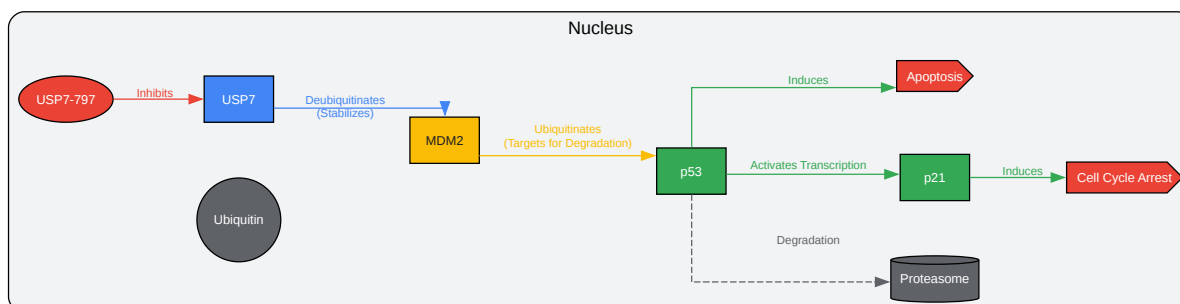 Nucleus
Induces
Apoptosis
USP7-797
Inhibits
USP7
Deubiquitinates
(Stabilizes)
MDM2
Ubiquitinates
(Targets for Degradation)
p53
Activates Transcription
p21
Induces
Cell Cycle Arrest
Ubiquitin
Degradation
Proteasome